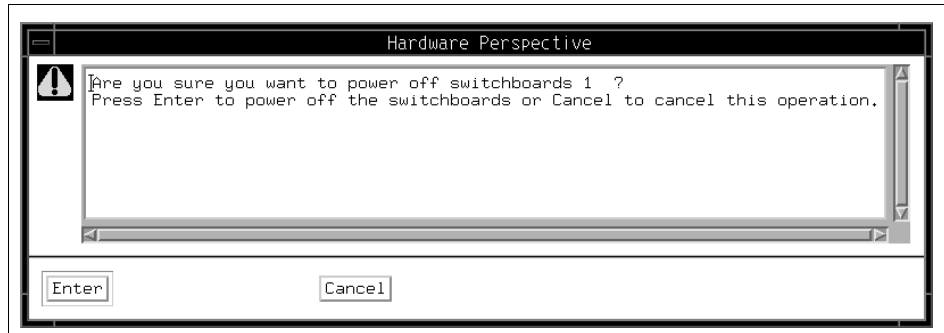 Hardware Perspective
Are you sure you want to power off switchboards 1  ?
Press Enter to power off the switchboards or Cancel to cancel this operation.
Enter
Cancel